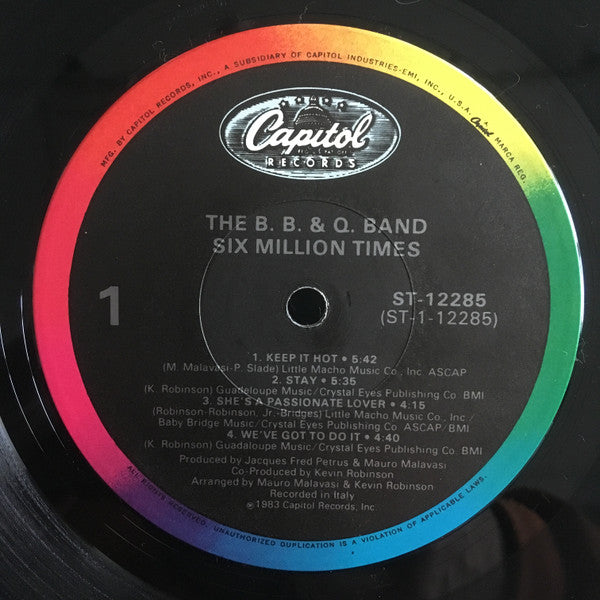 MFG. BY CAPITOL RECORDS, INC., A SUBSIDIARY OF CAPITOL INDUSTRIES-EMI, INC., U.S.A. Capitol MARCA REG.
Capitol
RECORDS
THE B. B. & Q. BAND
SIX MILLION TIMES
1
ST-12285
(ST-1-12285)
1. KEEP IT HOT • 5:42
(M. Malavasi-P. Slade) Little Macho Music Co., Inc. ASCAP
2. STAY • 5:35
(K. Robinson) Guadeloupe Music/Crystal Eyes Publishing Co. BMI
3. SHE'S A PASSIONATE LOVER • 4:15
(Robinson-Robinson, Jr.-Bridges) Little Macho Music Co., Inc./
Baby Bridge Music/Crystal Eyes Publishing Co. ASCAP/BMI
4. WE'VE GOT TO DO IT • 4:40
(K. Robinson) Guadaloupe Music/Crystal Eyes Publishing Co. BMI
Produced by Jacques Fred Petrus & Mauro Malavasi
Co-Produced by Kevin Robinson
Arranged by Mauro Malavasi & Kevin Robinson
Recorded in Italy
℗1983 Capitol Records, Inc.
ALL RIGHTS RESERVED. UNAUTHORIZED DUPLICATION IS A VIOLATION OF APPLICABLE LAWS.